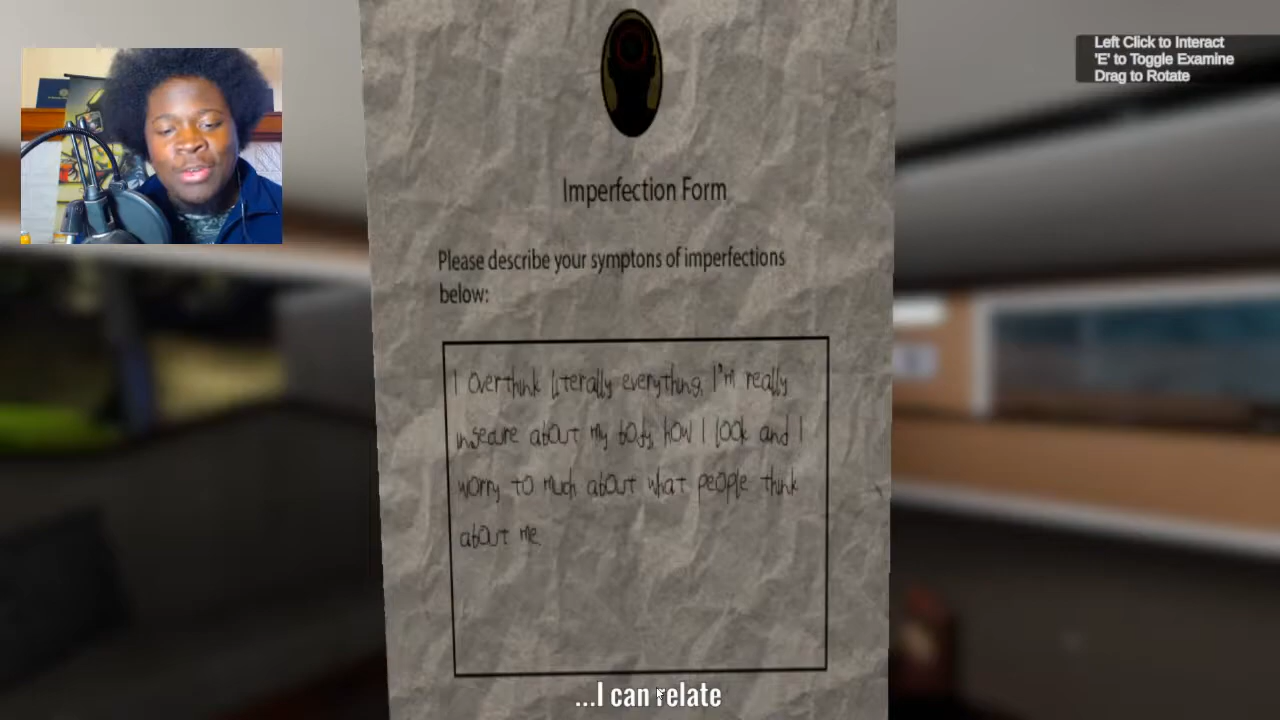 Left Click to Interact
'E' to Toggle Examine
Drag to Rotate
Imperfection Form
Please describe your symptons of imperfections
below:
I overthink literally everything, I'm really
insecure about my body, how I look and I
worry to much about what people think
about me.
...I can relate